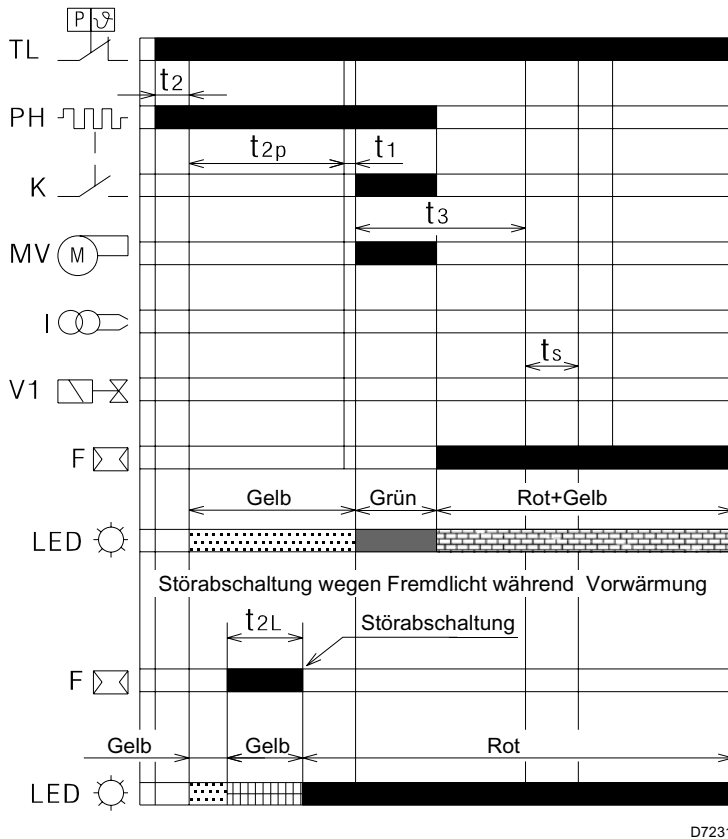 P ϑ
TL
t2
PH
t2p t1
K
t3
MV M
I
ts
V1
F
Gelb Grün Rot+Gelb
LED
Störabschaltung wegen Fremdlicht während Vorwärmung
t2L Störabschaltung
F
Gelb Gelb Rot
LED
D7231